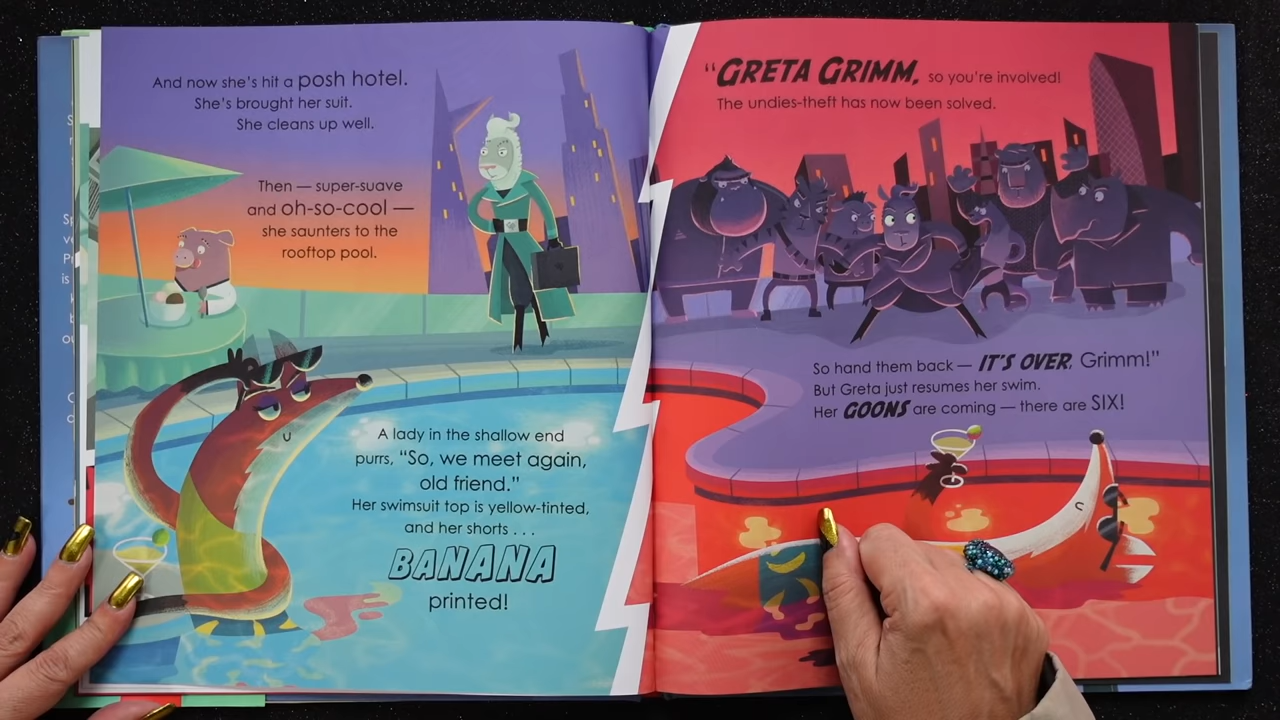 And now she's hit a posh hotel.
She's brought her suit.
She cleans up well.
Then — super-suave
and oh-so-cool —
she saunters to the
rooftop pool.
A lady in the shallow end
purrs, "So, we meet again,
old friend."
Her swimsuit top is yellow-tinted,
and her shorts . . .
BANANA
printed!
"GRETA GRIMM, so you're involved!
The undies-theft has now been solved.
So hand them back — IT'S OVER, Grimm!"
But Greta just resumes her swim.
Her GOONS are coming — there are SIX!